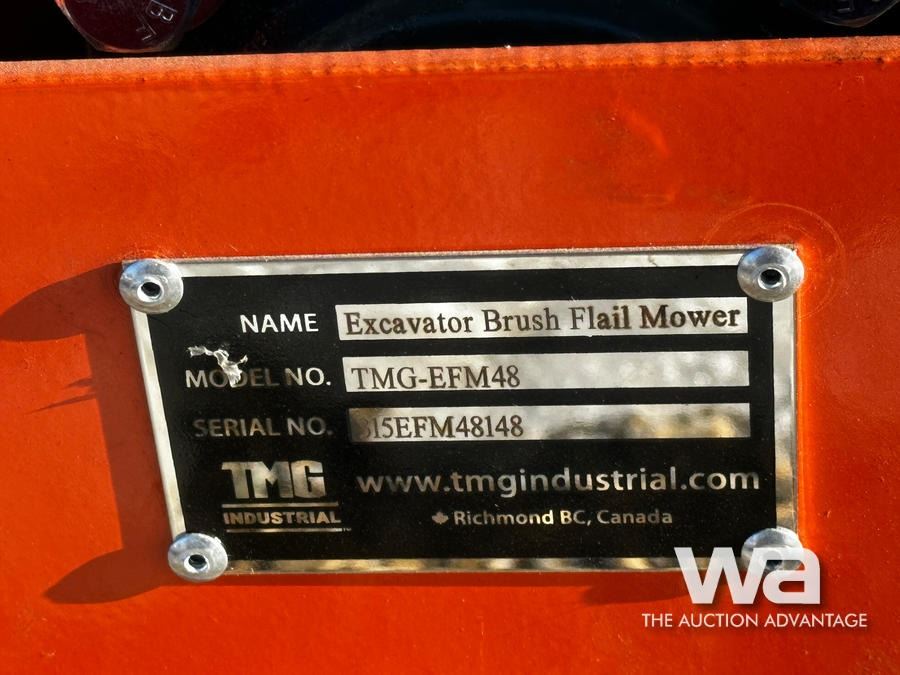 NAME Excavator Brush Flail Mower
MODEL NO. TMG-EFM48
SERIAL NO. 315EFM48148
TMG
INDUSTRIAL
www.tmgindustrial.com
Richmond BC, Canada
wa
THE AUCTION ADVANTAGE